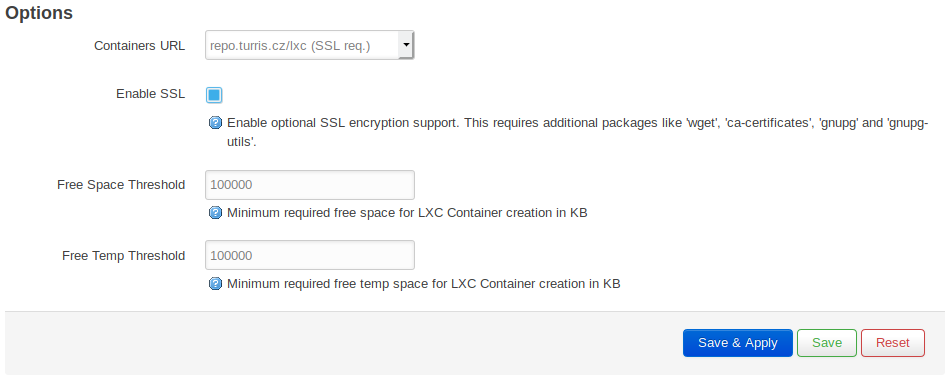 Options
Containers URL repo.turris.cz/lxc (SSL req.)
Enable SSL
Enable optional SSL encryption support. This requires additional packages like 'wget', 'ca-certificates', 'gnupg' and 'gnupg-
utils'.
Free Space Threshold 100000
Minimum required free space for LXC Container creation in KB
Free Temp Threshold 100000
Minimum required free temp space for LXC Container creation in KB
Save & Apply Save Reset